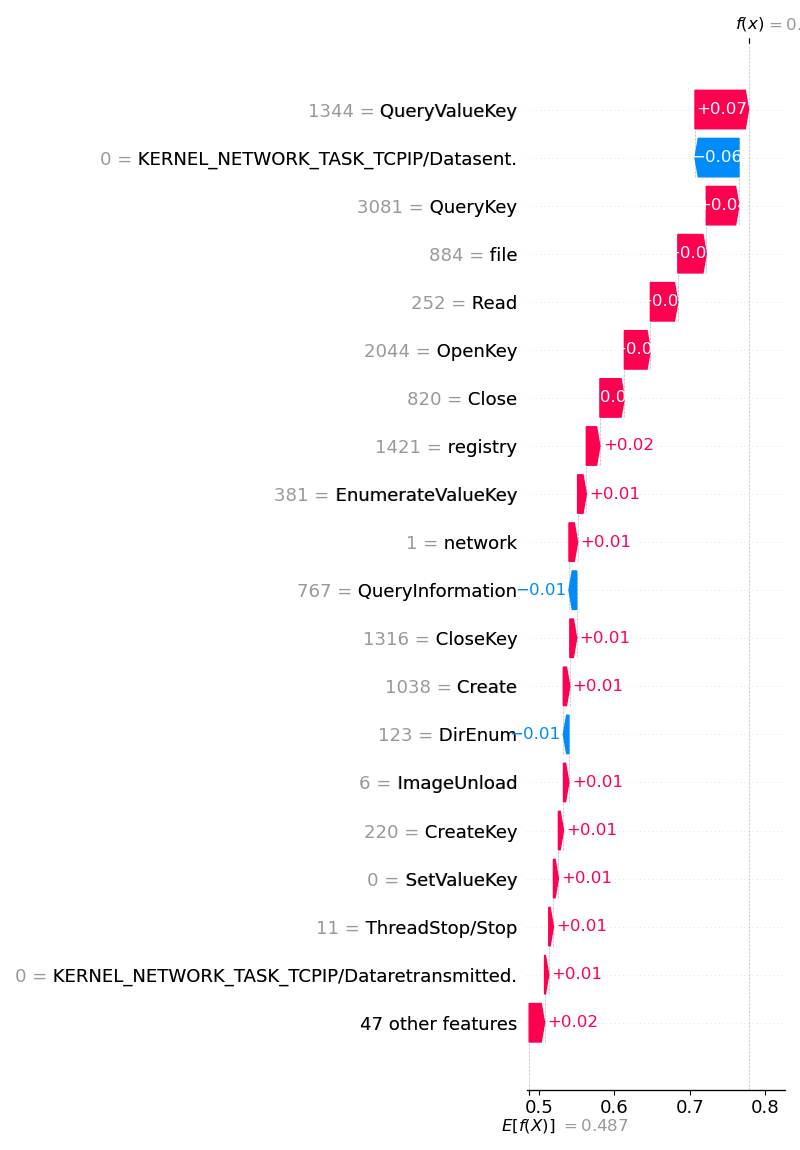 f(x) = 0.
1344 = QueryValueKey
+0.07
0 = KERNEL_NETWORK_TASK_TCPIP/Datasent.
−0.06
3081 = QueryKey
884 = file
252 = Read
2044 = OpenKey
820 = Close
1421 = registry
+0.02
381 = EnumerateValueKey
+0.01
1 = network
+0.01
767 = QueryInformation
−0.01
1316 = CloseKey
+0.01
1038 = Create
+0.01
123 = DirEnum
−0.01
6 = ImageUnload
+0.01
220 = CreateKey
+0.01
0 = SetValueKey
+0.01
11 = ThreadStop/Stop
+0.01
0 = KERNEL_NETWORK_TASK_TCPIP/Dataretransmitted.
+0.01
47 other features
+0.02
0.5 0.6 0.7 0.8
E[f(X)] = 0.487